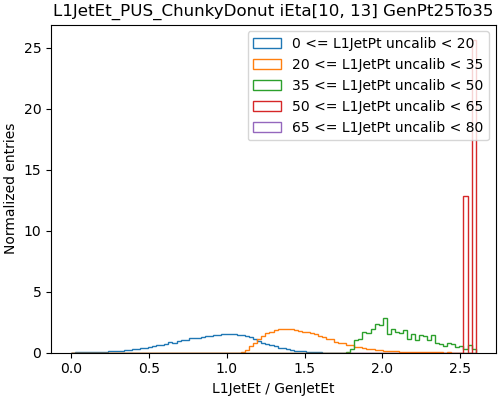 L1JetEt_PUS_ChunkyDonut iEta[10, 13] GenPt25To35
0 <= L1JetPt uncalib < 20
20 <= L1JetPt uncalib < 35
35 <= L1JetPt uncalib < 50
50 <= L1JetPt uncalib < 65
65 <= L1JetPt uncalib < 80
25
20
15
10
5
0
Normalized entries
0.0 0.5 1.0 1.5 2.0 2.5
L1JetEt / GenJetEt